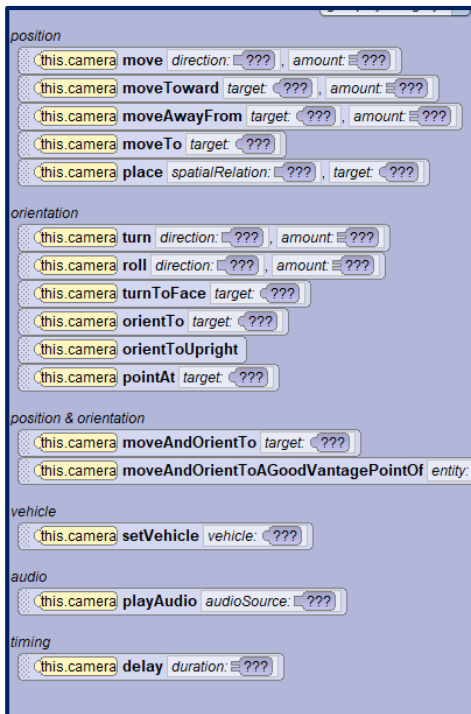 position
this.camera move direction: ??? , amount: ???
this.camera moveToward target: ??? , amount: ???
this.camera moveAwayFrom target: ??? , amount: ???
this.camera moveTo target: ???
this.camera place spatialRelation: ??? , target: ???
orientation
this.camera turn direction: ??? , amount: ???
this.camera roll direction: ??? , amount: ???
this.camera turnToFace target: ???
this.camera orientTo target: ???
this.camera orientToUpright
this.camera pointAt target: ???
position & orientation
this.camera moveAndOrientTo target: ???
this.camera moveAndOrientToAGoodVantagePointOf entity:
vehicle
this.camera setVehicle vehicle: ???
audio
this.camera playAudio audioSource: ???
timing
this.camera delay duration: ???